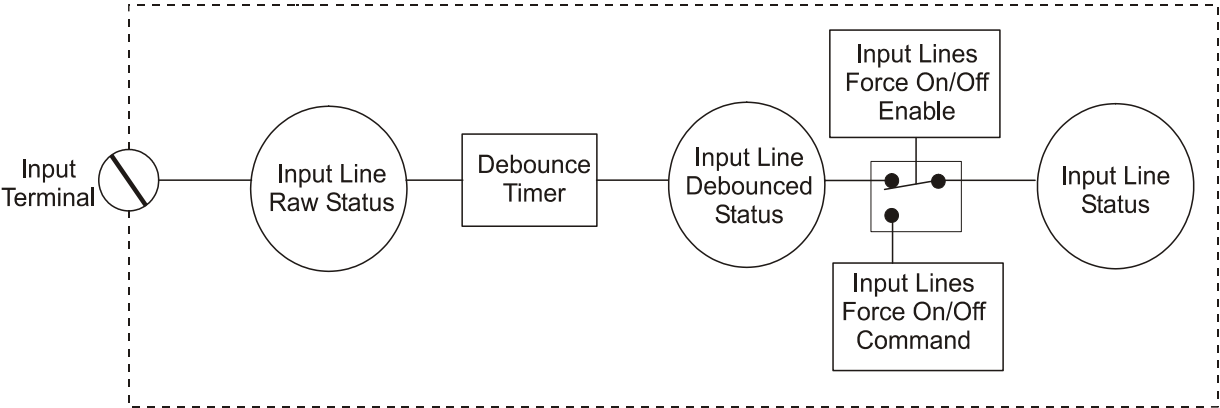 Input
Terminal
Input Line
Raw Status
Debounce
Timer
Input Line
Debounced
Status
Input Lines
Force On/Off
Enable
Input Lines
Force On/Off
Command
Input Line
Status